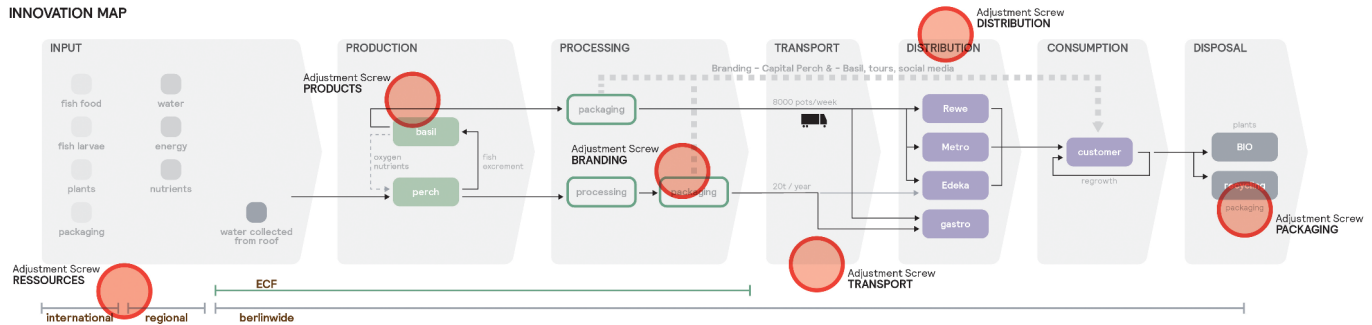 INNOVATION MAP
Adjustment Screw
DISTRIBUTION
INPUT
PRODUCTION
PROCESSING
TRANSPORT
DISTRIBUTION
CONSUMPTION
DISPOSAL
Branding – Capital Perch & – Basil, tours, social media
Adjustment Screw
PRODUCTS
fish food
water
packaging
8000 pots/week
Rewe
plants
basil
fish larvae
energy
Adjustment Screw
BRANDING
Metro
customer
BIO
oxygen
nutrients
fish
excrement
plants
nutrients
perch
processing
packaging
20t / year
Edeka
regrowth
recycling
packaging
packaging
water collected
from roof
gastro
Adjustment Screw
PACKAGING
Adjustment Screw
RESSOURCES
Adjustment Screw
TRANSPORT
ECF
international
regional
berlinwide